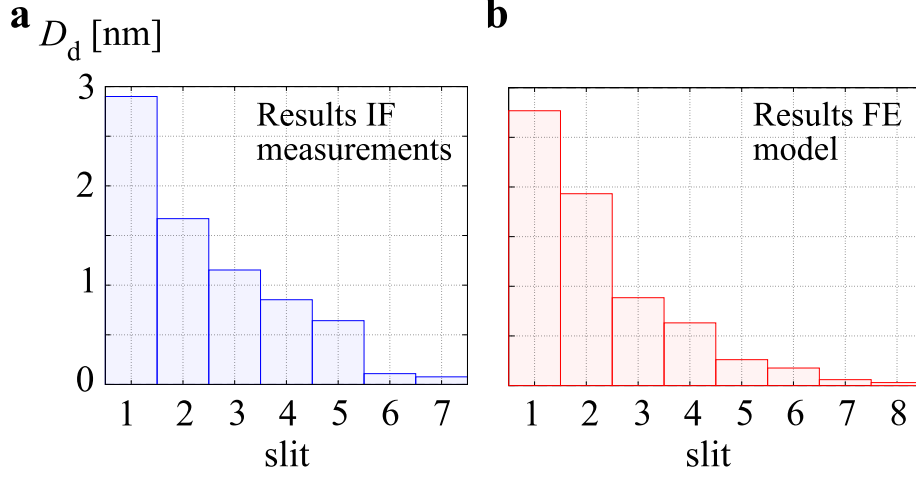 a
b
D_d [nm]
3
2
1
0
Results IF
measurements
Results FE
model
1 2 3 4 5 6 7
1 2 3 4 5 6 7 8
slit
slit